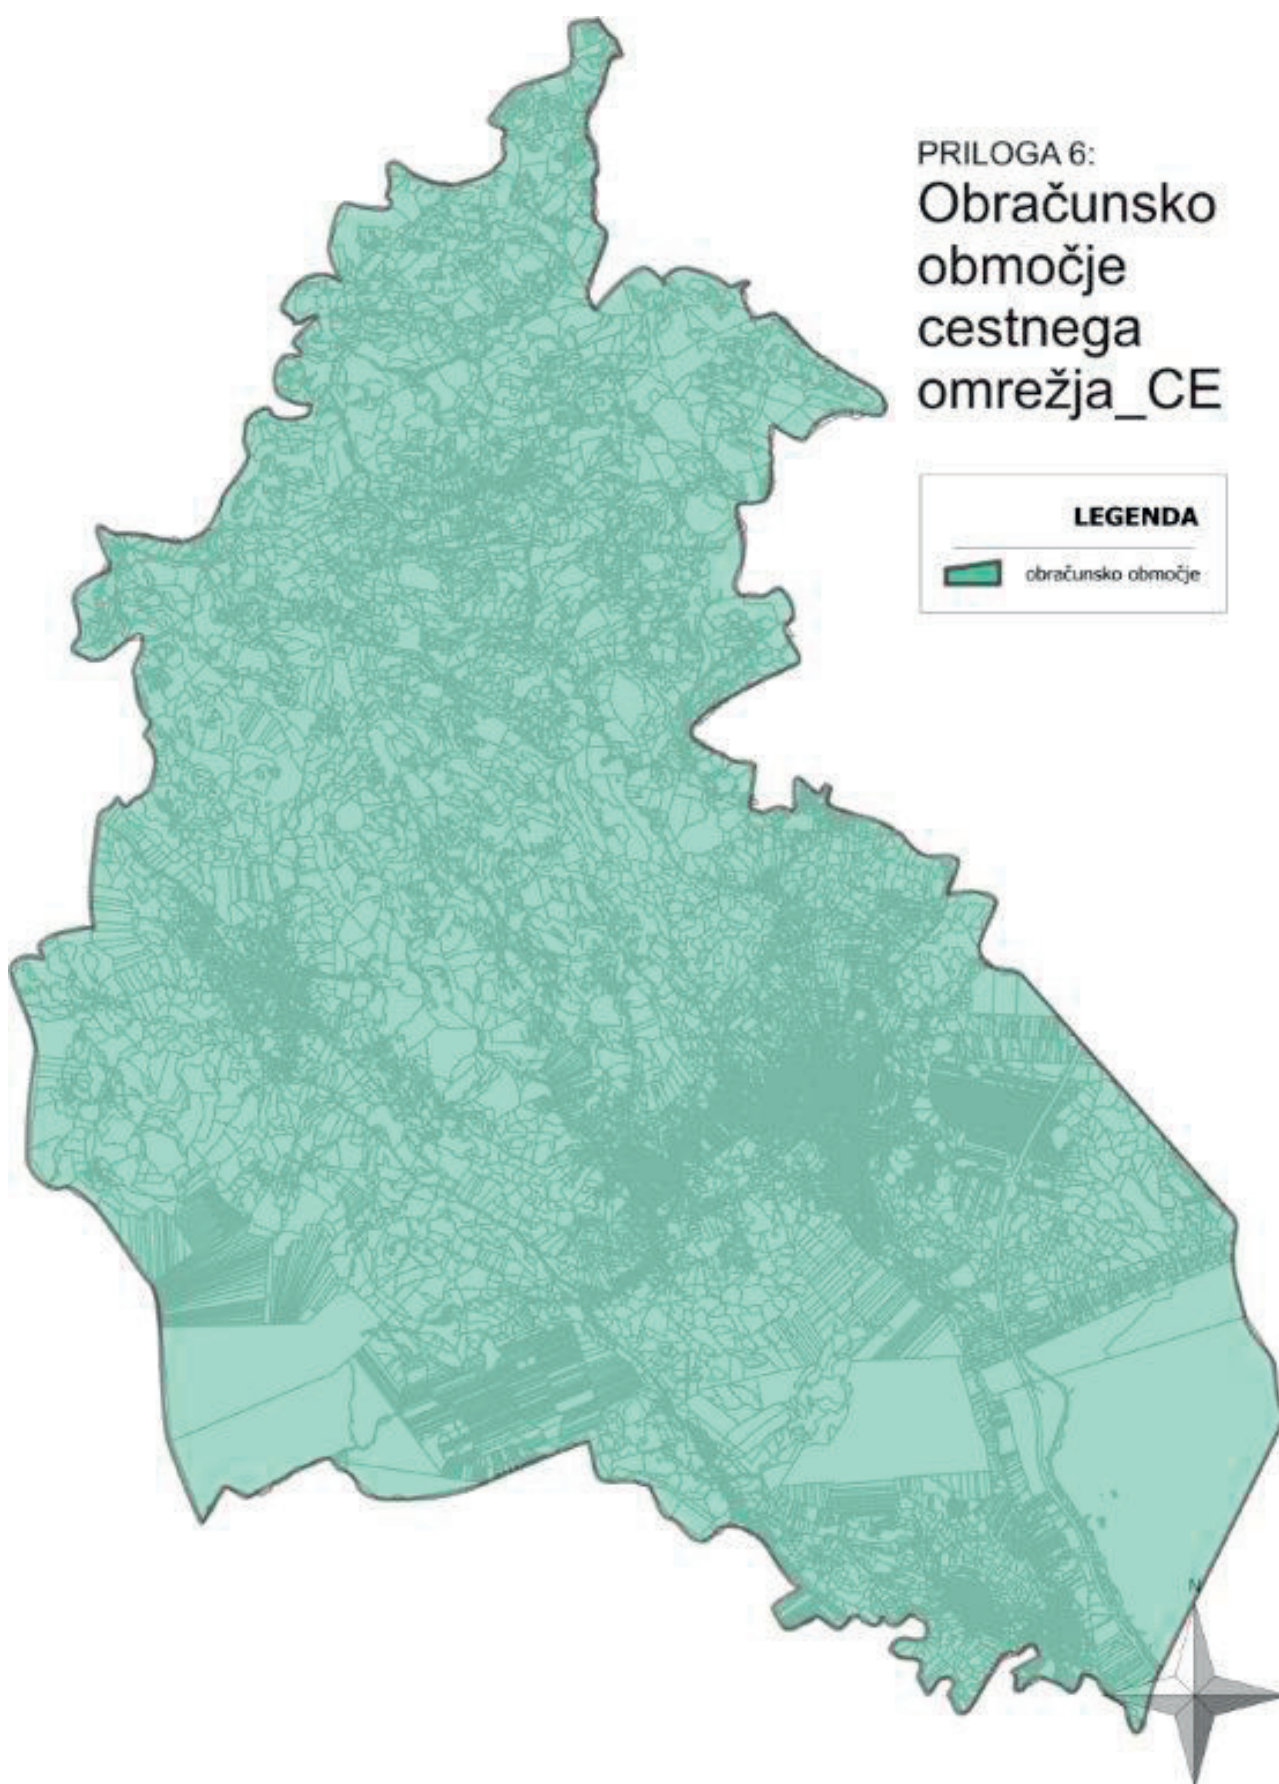 PRILOGA 6:
Obračunsko
območje
cestnega
omrežja_CE
LEGENDA
obračunsko območje
N